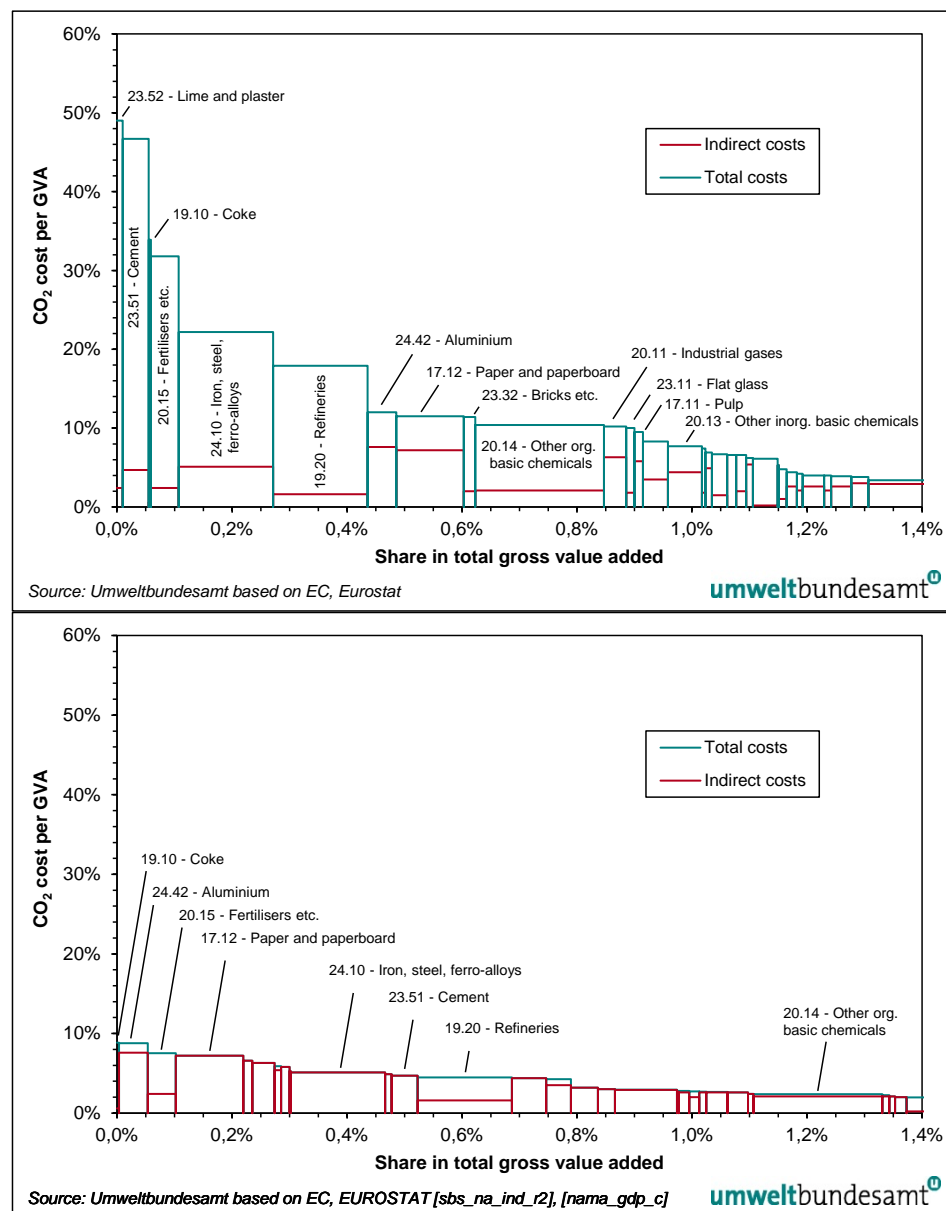 60%
50%
40%
30%
20%
10%
0%
CO2 cost per GVA
23.52 - Lime and plaster
19.10 - Coke
23.51 - Cement
20.15 - Fertilisers etc.
24.10 - Iron, steel,
ferro-alloys
19.20 - Refineries
24.42 - Aluminium
17.12 - Paper and paperboard
23.32 - Bricks etc.
20.14 - Other org.
basic chemicals
20.11 - Industrial gases
23.11 - Flat glass
17.11 - Pulp
20.13 - Other inorg. basic chemicals
Indirect costs
Total costs
0,0% 0,2% 0,4% 0,6% 0,8% 1,0% 1,2% 1,4%
Share in total gross value added
Source: Umweltbundesamt based on EC, Eurostat
umweltbundesamt U
60%
50%
40%
30%
20%
10%
0%
CO2 cost per GVA
Total costs
Indirect costs
19.10 - Coke
24.42 - Aluminium
20.15 - Fertilisers etc.
17.12 - Paper and paperboard
24.10 - Iron, steel, ferro-alloys
23.51 - Cement
19.20 - Refineries
20.14 - Other org.
basic chemicals
0,0% 0,2% 0,4% 0,6% 0,8% 1,0% 1,2% 1,4%
Share in total gross value added
Source: Umweltbundesamt based on EC, EUROSTAT [sbs_na_ind_r2], [nama_gdp_c]
umweltbundesamt U